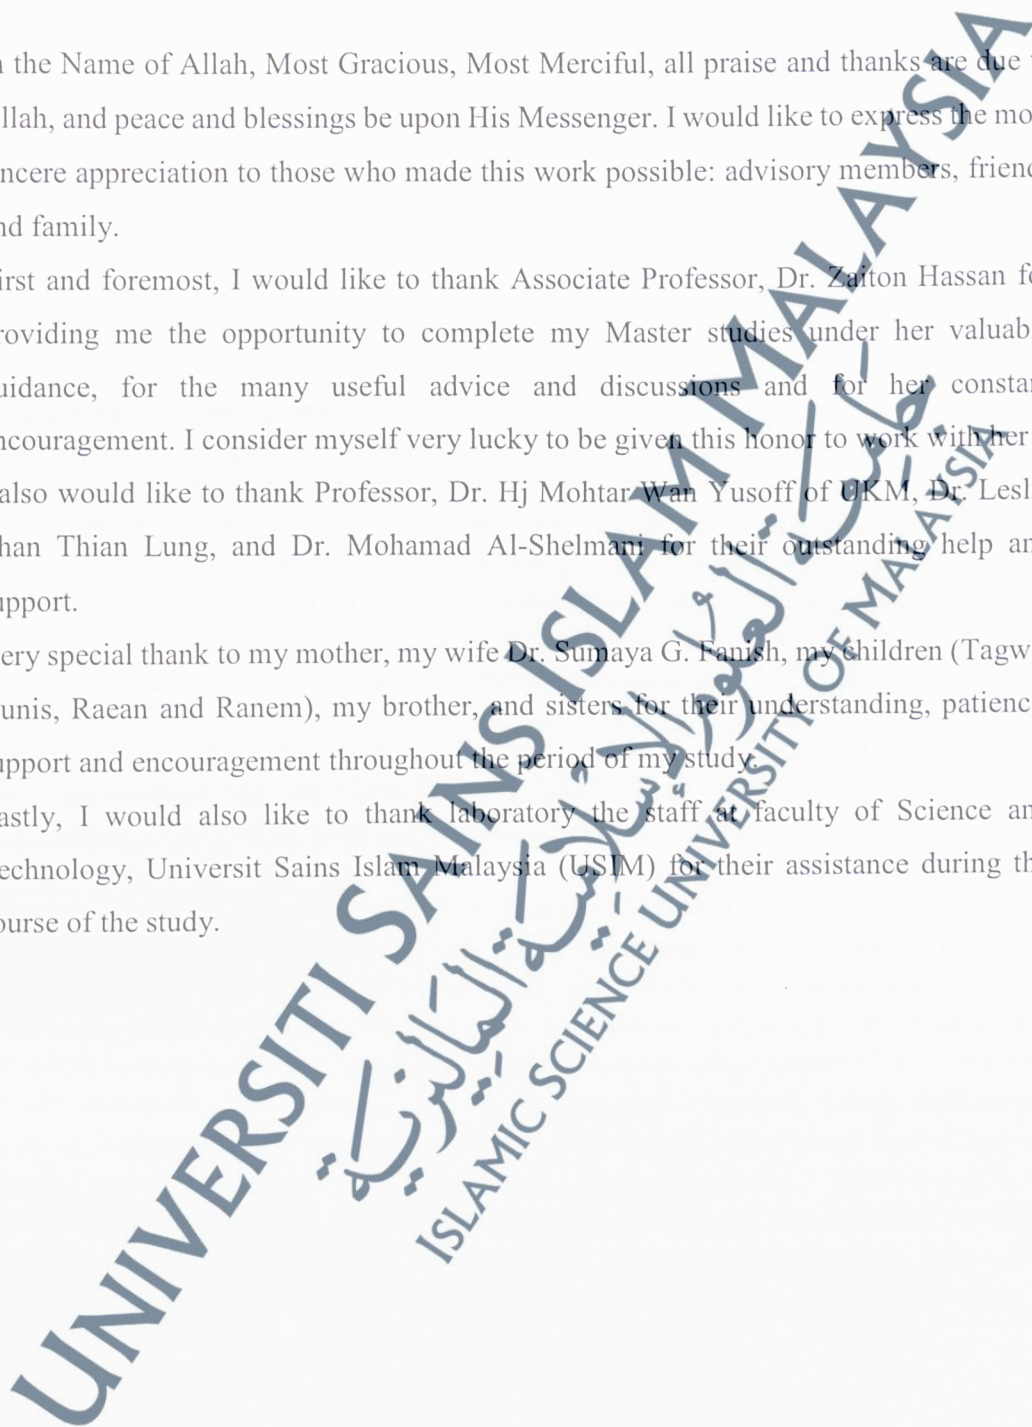 the Name of Allah, Most Gracious, Most Merciful, all praise and thanks are due
llah, and peace and blessings be upon His Messenger. I would like to express the mo
ncere appreciation to those who made this work possible: advisory members, frienc
nd family.
irst and foremost, I would like to thank Associate Professor, Dr. Zaiton Hassan fo
roviding me the opportunity to complete my Master studies under her valuab
uidance, for the many useful advice and discussions and for her constar
ncouragement. I consider myself very lucky to be given this honor to work with her
also would like to thank Professor, Dr. Hj Mohtar Wan Yusoff of UKM, Dr. Lesl
han Thian Lung, and Dr. Mohamad Al-Shelmani for their outstanding help an
upport.
ery special thank to my mother, my wife Dr. Sumaya G. Fanish, my children (Tagw
unis, Raean and Ranem), my brother, and sisters for their understanding, patienc
upport and encouragement throughout the period of my study.
astly, I would also like to thank laboratory the staff at faculty of Science an
echnology, Universit Sains Islam Malaysia (USIM) for their assistance during th
ourse of the study.
UNIVERSITI SAINS ISLAM MALAYSIA
جامعة العلوم الإسلامية الماليزية
ISLAMIC SCIENCE UNIVERSITY OF MALAYSIA